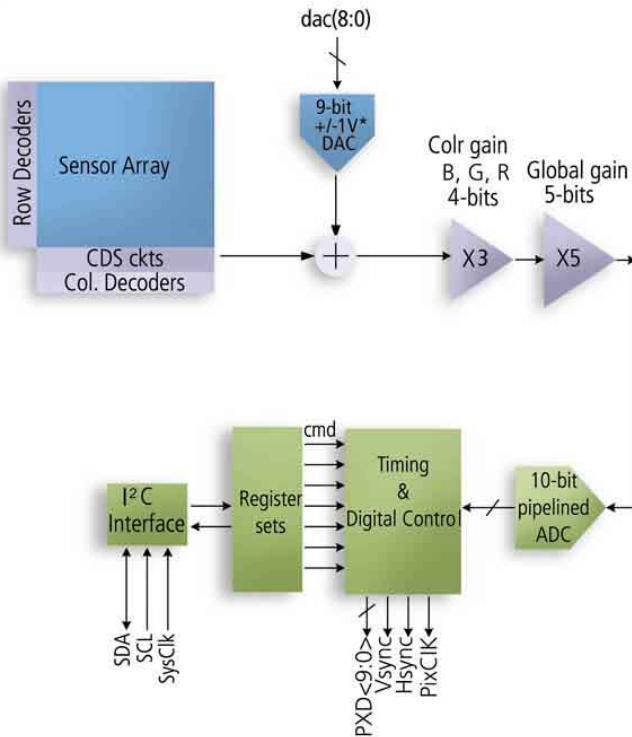 dac(8:0)
9-bit
+/-1V*
DAC
Row Decoders
Sensor Array
CDS ckts
Col. Decoders
+
Colr gain
B, G, R
4-bits
X3
Global gain
5-bits
X5
I²C
Interface
Register
sets
cmd
Timing
&
Digital Control
10-bit
pipelined
ADC
SDA
SCL
SysClk
PXD<9:0>
Vsync
Hsync
PixClK